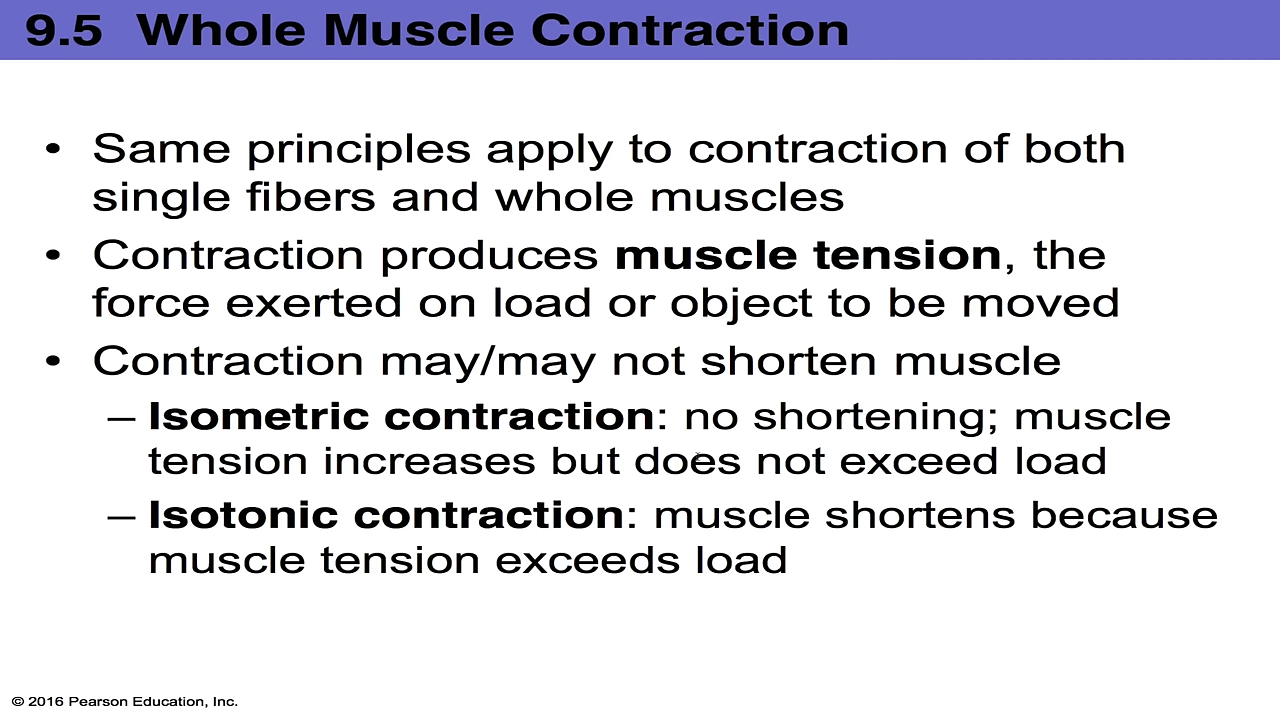 9.5 Whole Muscle Contraction
• Same principles apply to contraction of both
single fibers and whole muscles
• Contraction produces muscle tension, the
force exerted on load or object to be moved
• Contraction may/may not shorten muscle
– Isometric contraction: no shortening; muscle
tension increases but does not exceed load
– Isotonic contraction: muscle shortens because
muscle tension exceeds load
© 2016 Pearson Education, Inc.